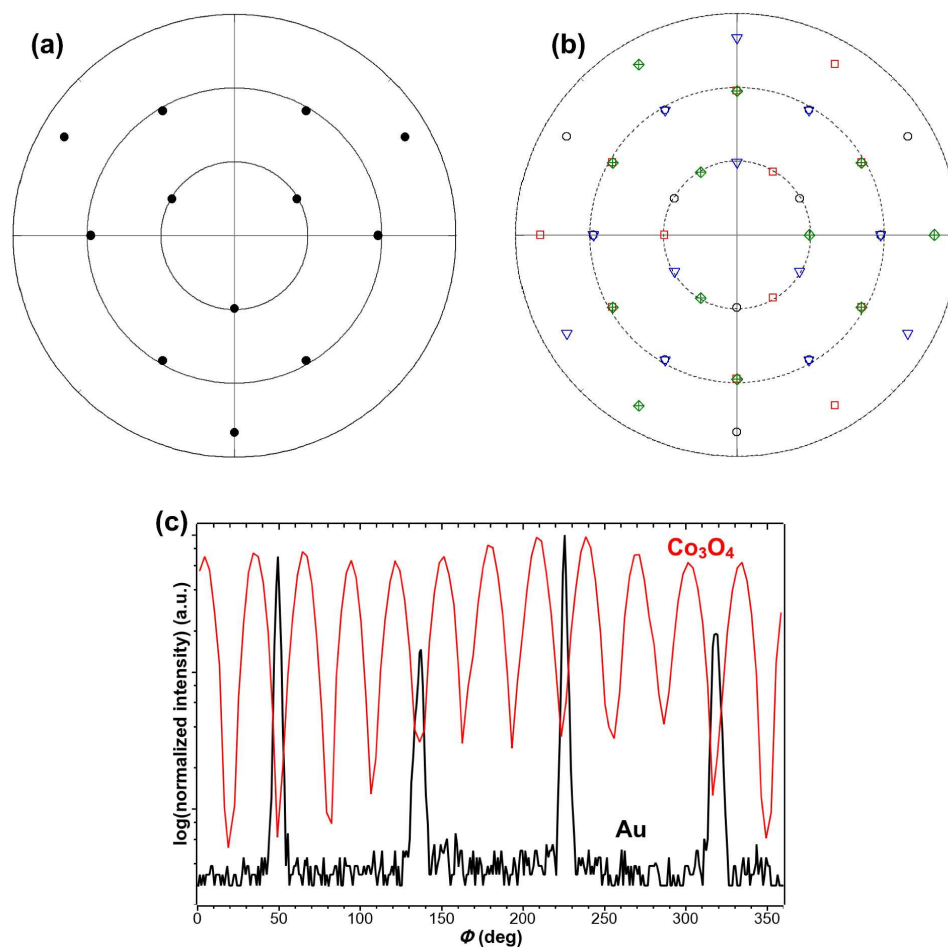 (a)
(b)
(c)
Co₃O₄
Au
log(normalized intensity) (a.u.)
0 50 100 150 200 250 300 350
Φ (deg)